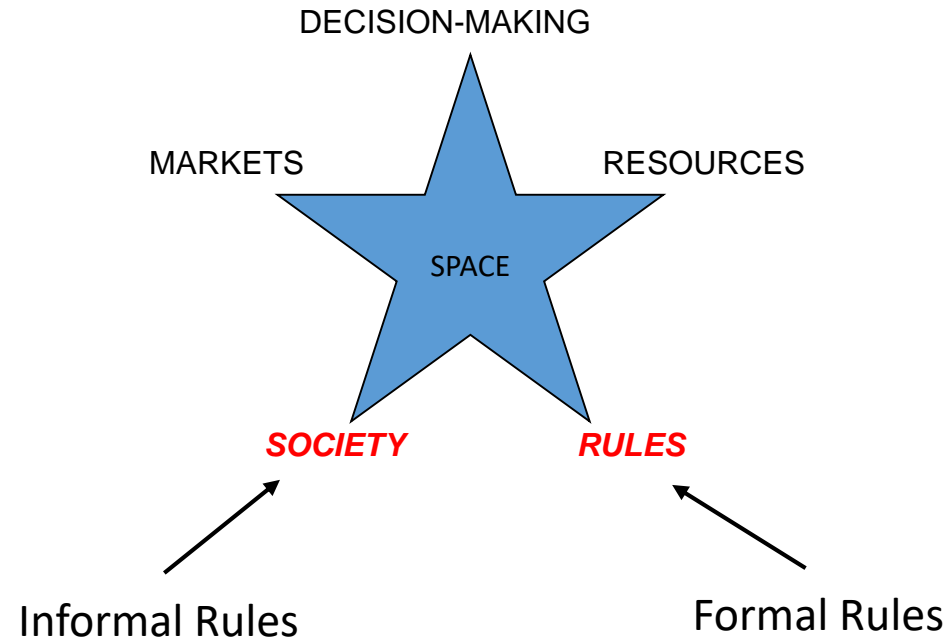 DECISION-MAKING
MARKETS
RESOURCES
SPACE
SOCIETY
RULES
Informal Rules
Formal Rules